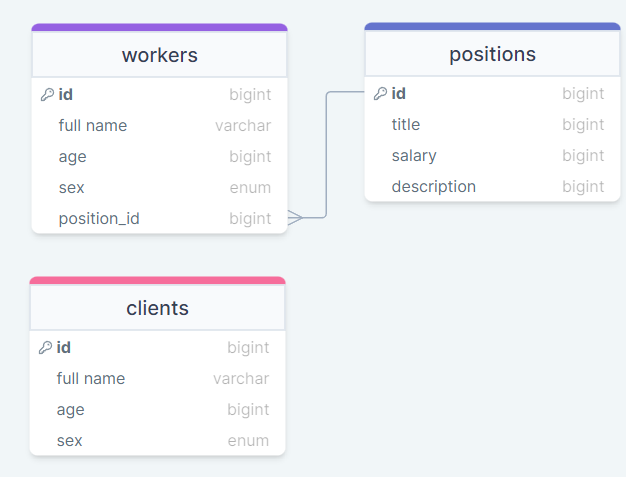 workers
id bigint
full name varchar
age bigint
sex enum
position_id bigint
positions
id bigint
title bigint
salary bigint
description bigint
clients
id bigint
full name varchar
age bigint
sex enum